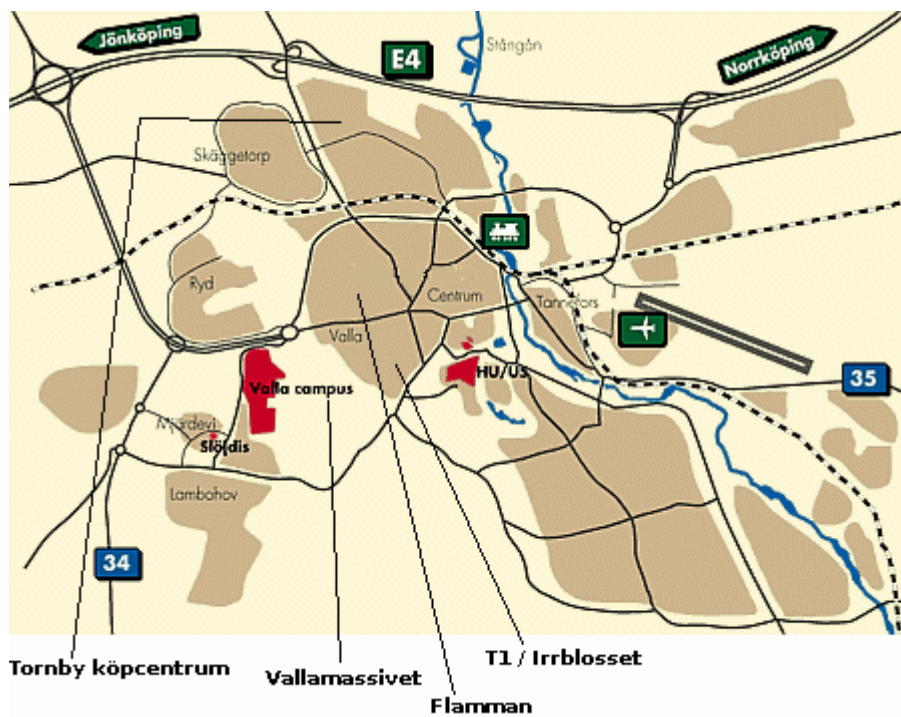 Jönköping
E4
Stångån
Norrköping
Skäggetorp
Ryd
Centrum
Tannefors
Valla
HU/US
35
Valla campus
Mjärdevi
Slöjdis
Lambohov
34
T1 / Irrblosset
Tornby köpcentrum
Vallamassivet
Flamman